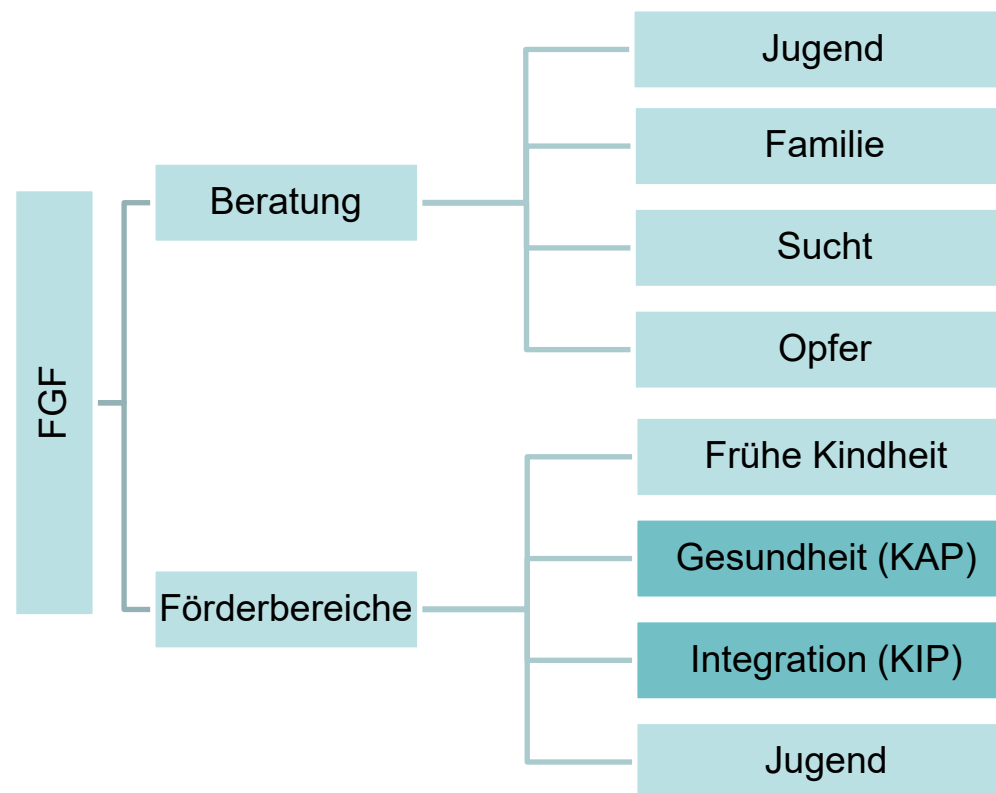 FGF
Beratung
Jugend
Familie
Sucht
Opfer
Förderbereiche
Frühe Kindheit
Gesundheit (KAP)
Integration (KIP)
Jugend